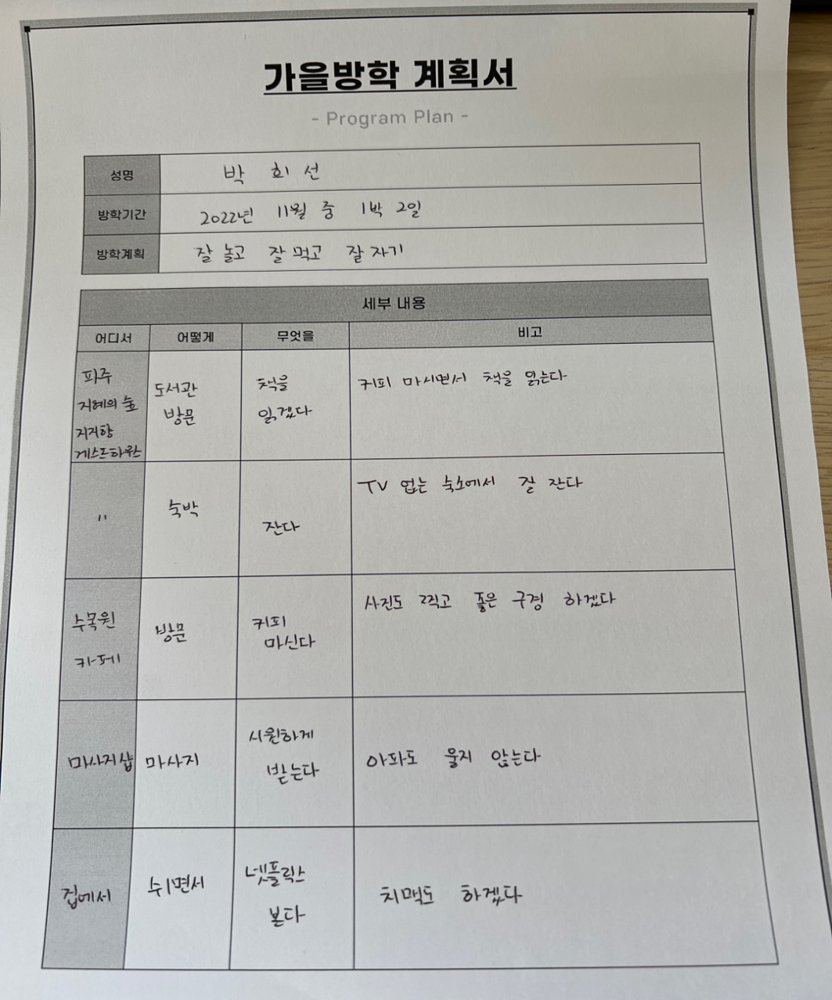 가을방학 계획서
- Program Plan -
성명 박 희 선
방학기간 2022년 11월 중 1박 2일
방학계획 잘 놀고 잘 먹고 잘 자기
세부 내용
어디서 어떻게 무엇을 비고
파주
지혜의 숲
지지향
게스트하우스
도서관
방문
책을
읽겠다
커피 마시면서 책을 읽는다
" 숙박 잔다
TV 없는 숙소에서 잘 잔다
수목원
카페
방문
커피
마신다
사진도 찍고 좋은 구경 하겠다
마사지샵 마사지
시원하게
받는다
아파도 울지 않는다
집에서 쉬면서
넷플릭스
본다
치맥도 하겠다